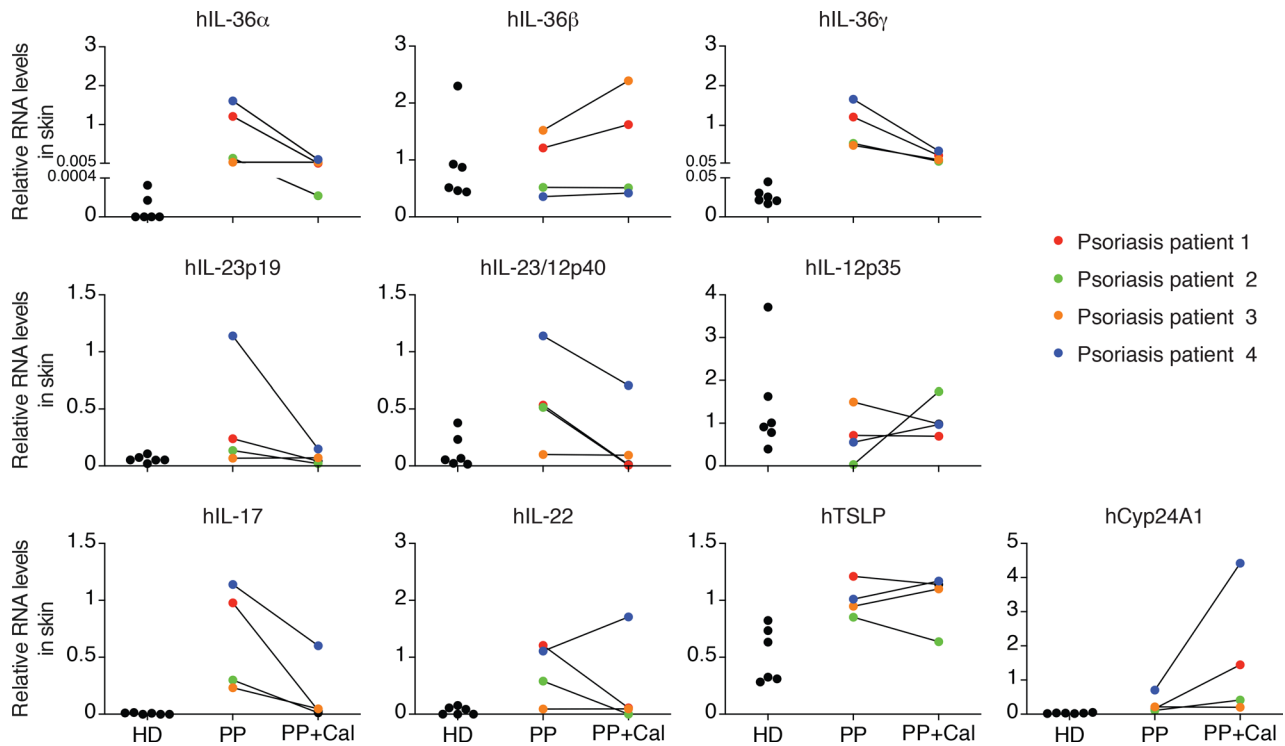 hIL-36α
hIL-36β
hIL-36γ
Relative RNA levels
in skin
3
2
1
0.005
0.0004
0
3
2
1
0
3
2
1
0.05
0.05
0
hIL-23p19
hIL-23/12p40
hIL-12p35
Relative RNA levels
in skin
1.5
1
0.5
0
1.5
1
0.5
0
4
3
2
1
0
Psoriasis patient 1
Psoriasis patient 2
Psoriasis patient 3
Psoriasis patient 4
hIL-17
hIL-22
hTSLP
hCyp24A1
Relative RNA levels
in skin
1.5
1
0.5
0
3
2
1
0
1.5
1
0.5
0
5
4
3
2
1
0
HD PP PP+Cal
HD PP PP+Cal
HD PP PP+Cal
HD PP PP+Cal